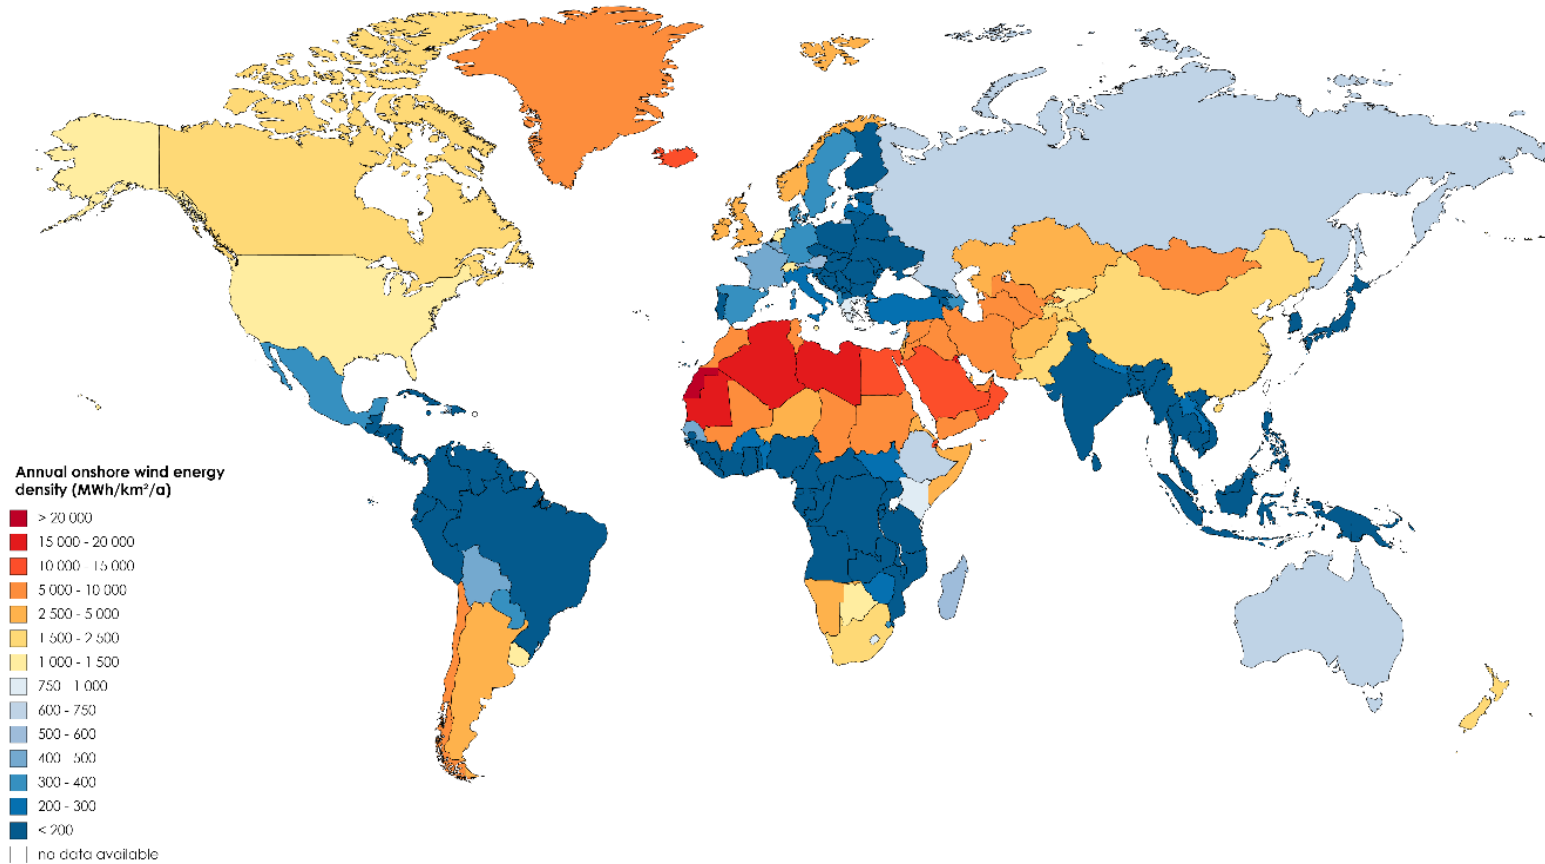 Annual onshore wind energy
density (MWh/km²/a)
> 20 000
15 000 - 20 000
10 000 - 15 000
5 000 - 10 000
2 500 - 5 000
1 500 - 2 500
1 000 - 1 500
750 - 1 000
600 - 750
500 - 600
400 - 500
300 - 400
200 - 300
< 200
no data available